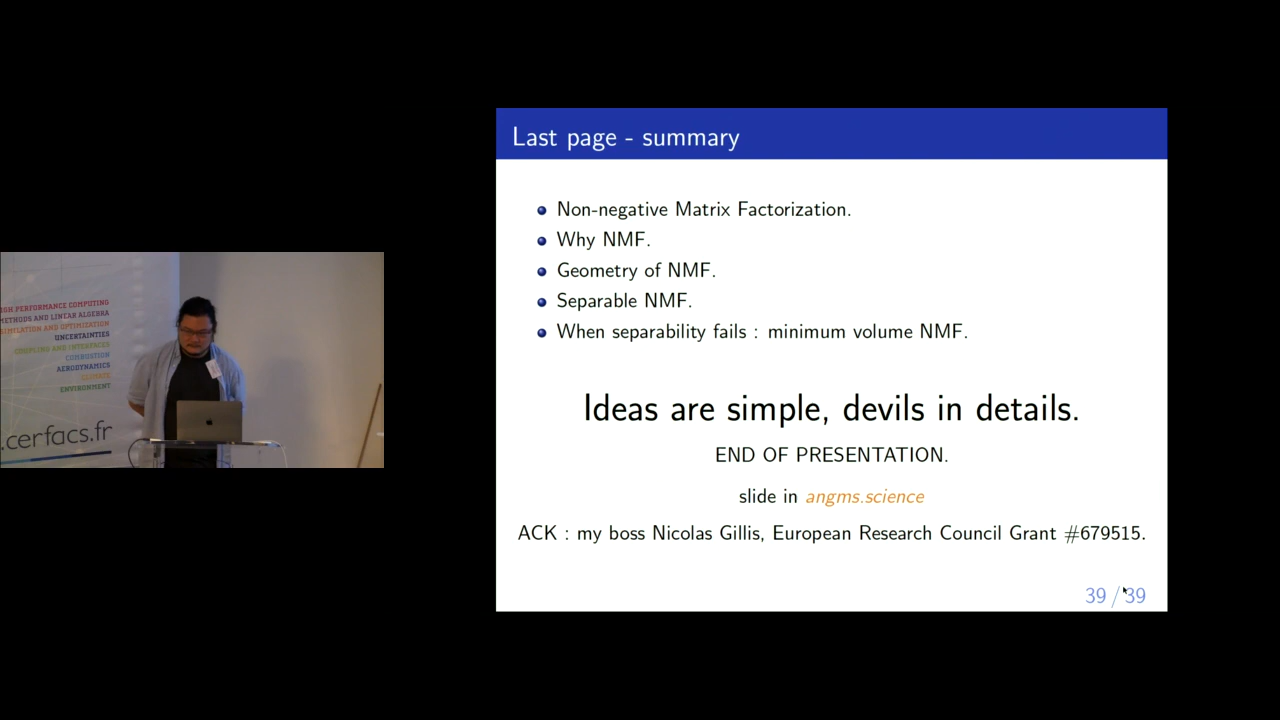 HIGH PERFORMANCE COMPUTING
METHODS AND LINEAR ALGEBRA
SIMILATION AND OPTIMIZATION
UNCERTAINTIES
COUPLING AND INTERFACES
COMBUSTION
AERODYNAMICS
CLIMATE
ENVIRONMENT
.cerfacs.fr
Last page - summary
Non-negative Matrix Factorization.
Why NMF.
Geometry of NMF.
Separable NMF.
When separability fails : minimum volume NMF.
Ideas are simple, devils in details.
END OF PRESENTATION.
slide in angms.science
ACK : my boss Nicolas Gillis, European Research Council Grant #679515.
39 / 39